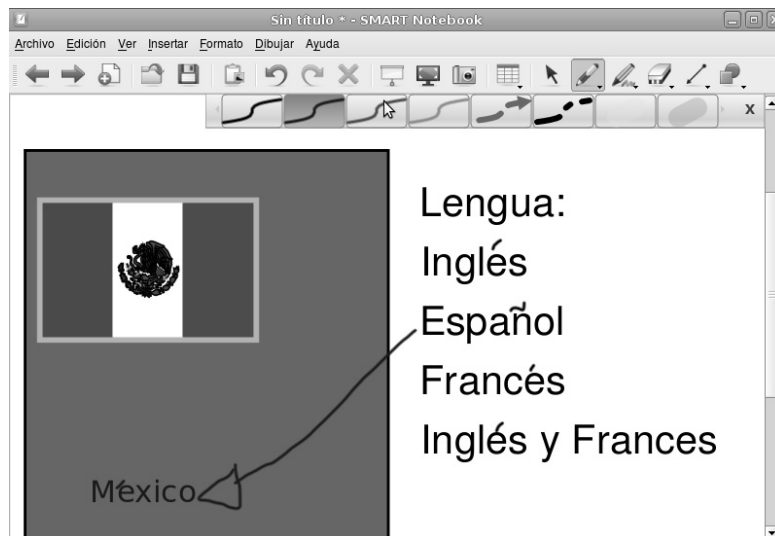 Sin título * - SMART Notebook
Archivo Edición Ver Insertar Formato Dibujar Ayuda
x
Lengua:
Inglés
Español
Francés
Inglés y Frances
México